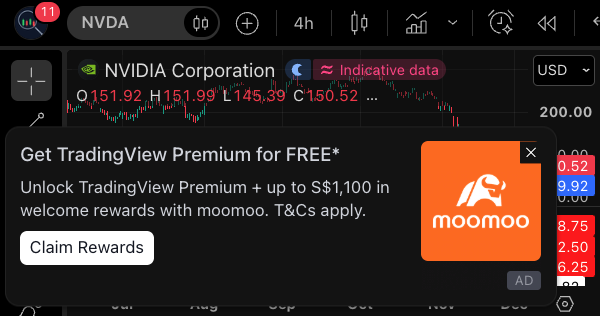 11
NVDA
4h
NVIDIA Corporation
Indicative data
USD
O151.92 H151.99 L145.39 C150.52 ...
200.00
Get TradingView Premium for FREE*
Unlock TradingView Premium + up to S$1,100 in
welcome rewards with moomoo. T&Cs apply.
Claim Rewards
moomoo
AD
0.52
9.92
8.75
2.50
6.25
Jul Aug Sep Oct Nov Dec